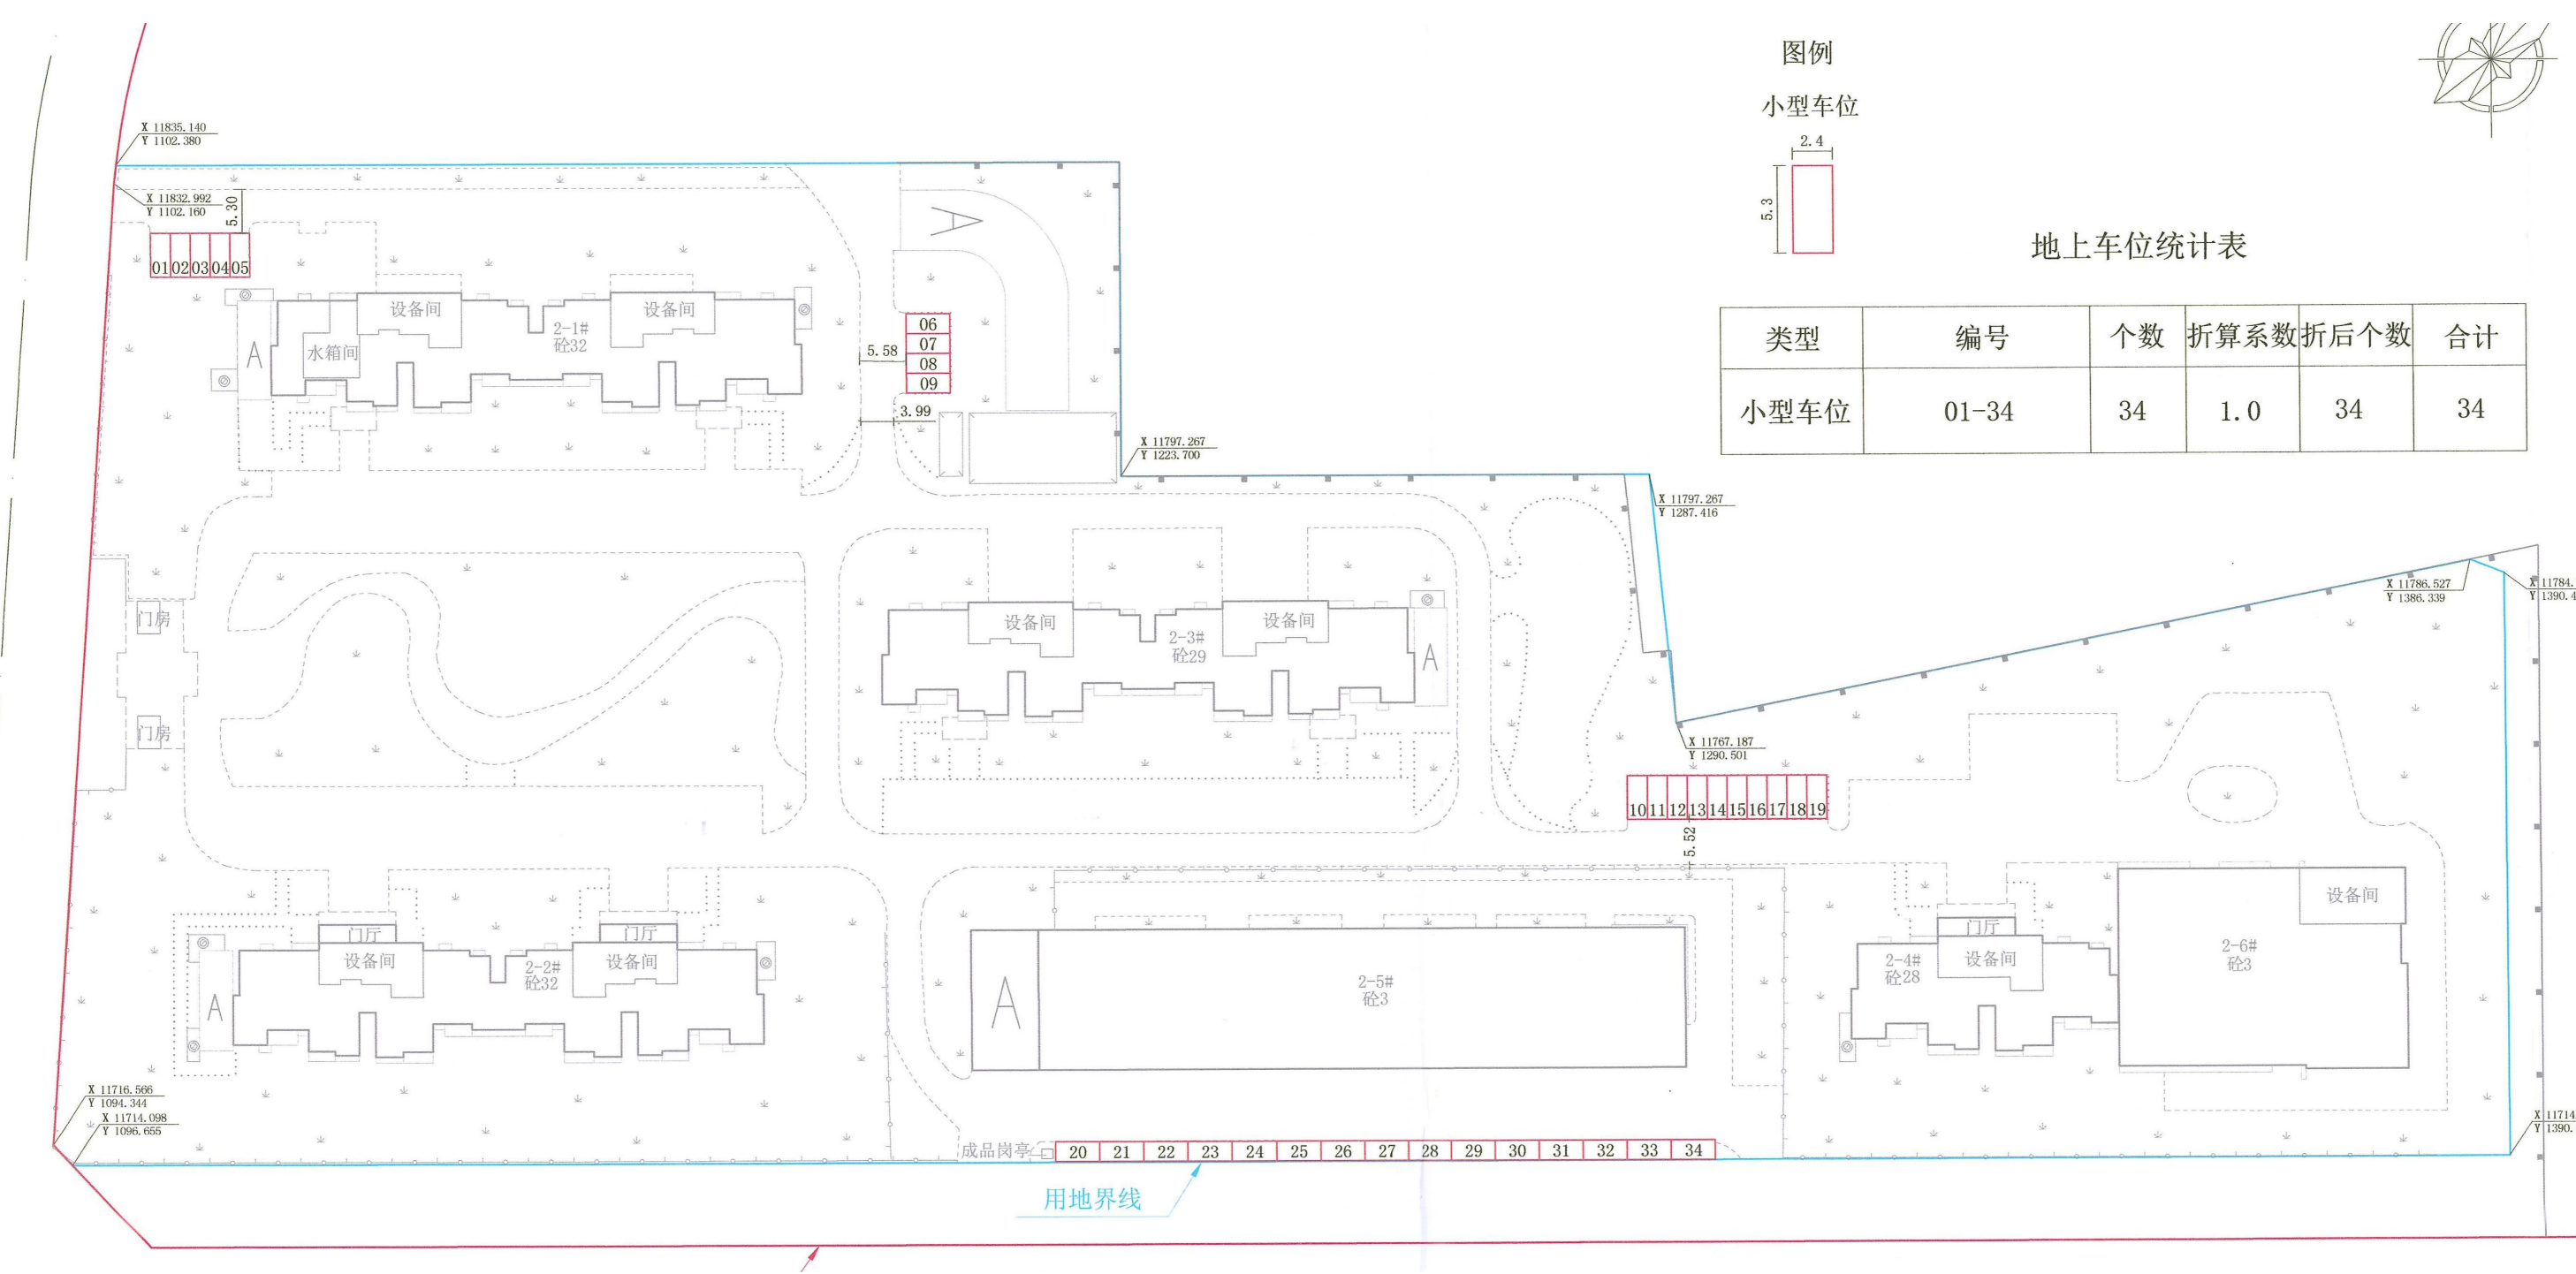 图例
小型车位
2.4
5.3
地上车位统计表
类型 编号 个数 折算系数 折后个数 合计
小型车位 01-34 34 1.0 34 34
X 11835.140
Y 1102.380
X 11832.992
Y 1102.160
5.30
01 02 03 04 05
设备间
设备间
2-1#
砼32
水箱间
A
A
06
07
08
09
5.58
3.99
X 11797.267
Y 1223.700
X 11797.267
Y 1287.416
X 11786.527
Y 1386.339
X 11784.
Y 1390.4
门房
门房
设备间
设备间
2-3#
砼29
A
X 11767.187
Y 1290.501
10 11 12 13 14 15 16 17 18 19
5.52
门厅
门厅
设备间
设备间
2-2#
砼32
A
A
2-5#
砼3
门厅
2-4#
砼28
设备间
2-6#
砼3
设备间
X 11716.566
Y 1094.344
X 11714.098
Y 1096.655
X 11714
Y 1390.
成品岗亭
20 21 22 23 24 25 26 27 28 29 30 31 32 33 34
用地界线